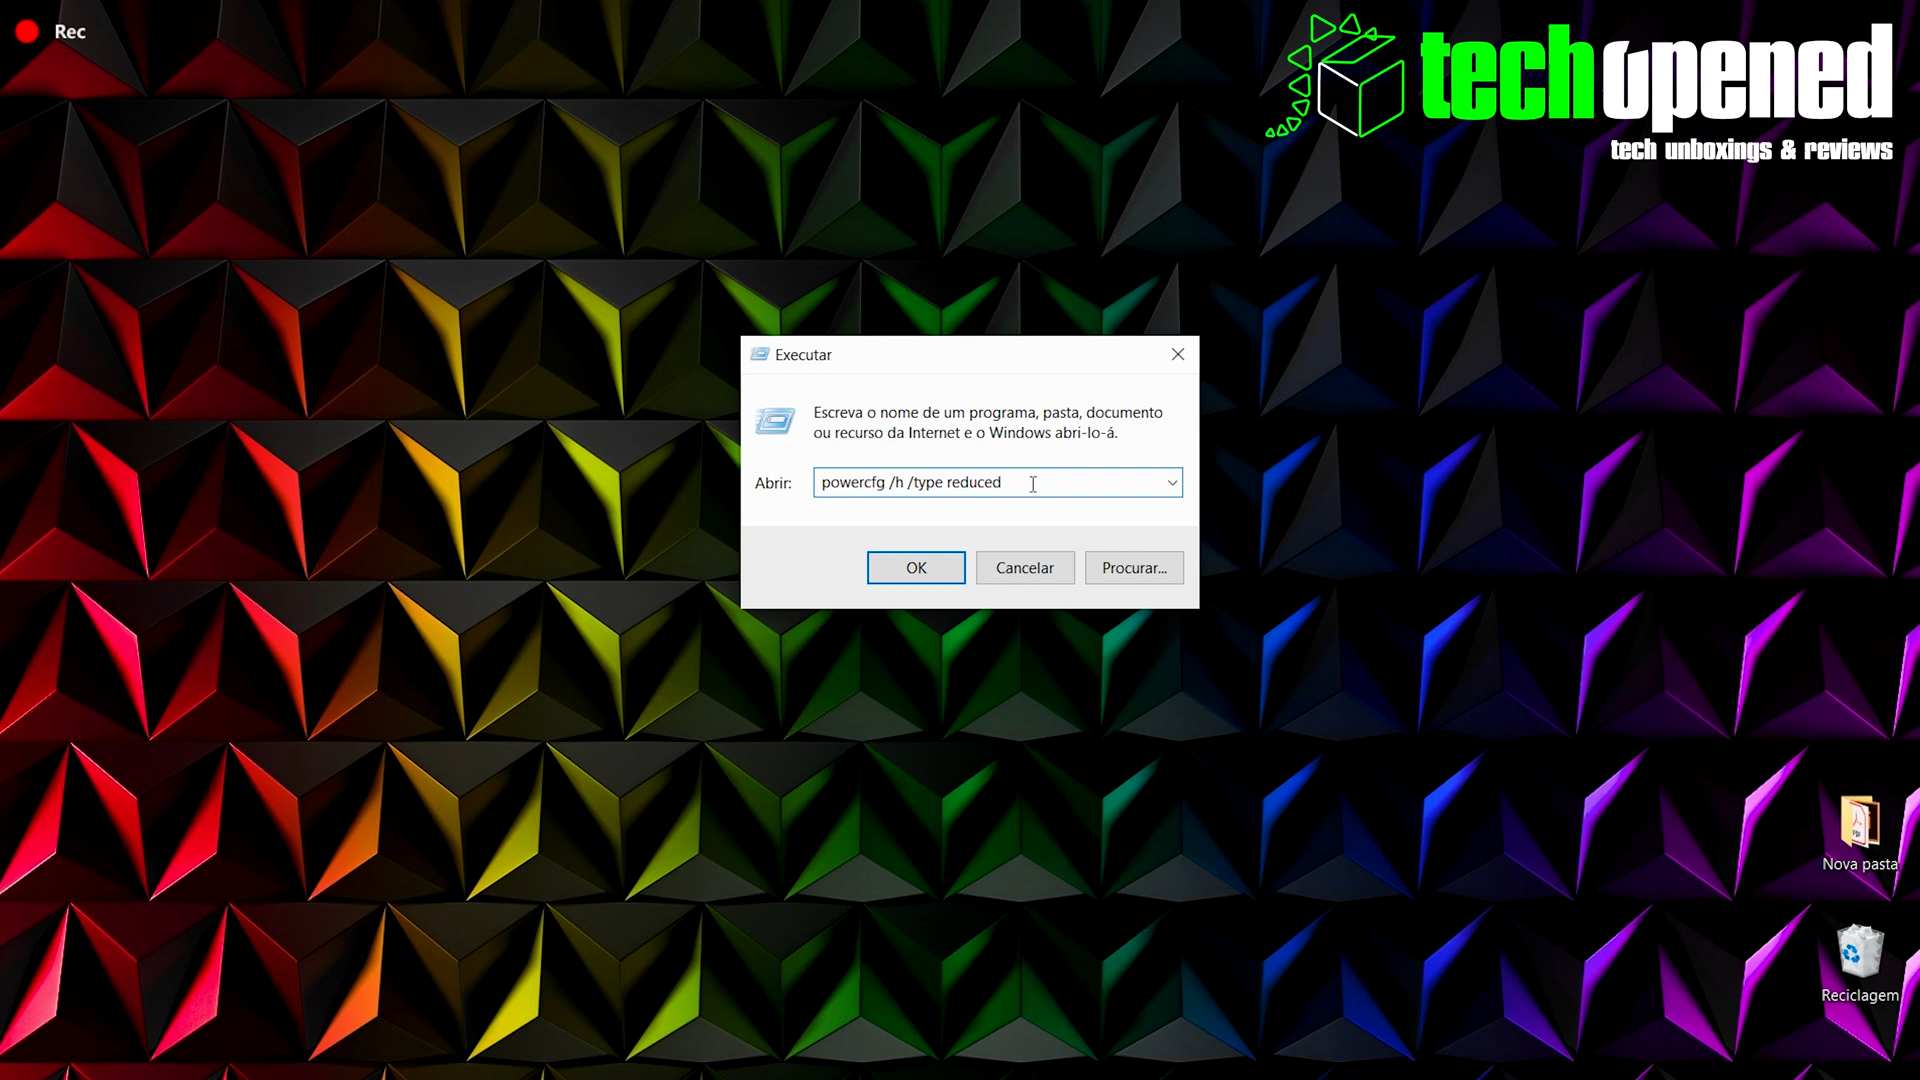 Rec
techopened
tech unboxings & reviews
Executar
Escreva o nome de um programa, pasta, documento
ou recurso da Internet e o Windows abri-lo-á.
Abrir:
powercfg /h /type reduced
OK
Cancelar
Procurar...
PDF
Nova pasta
Reciclagem